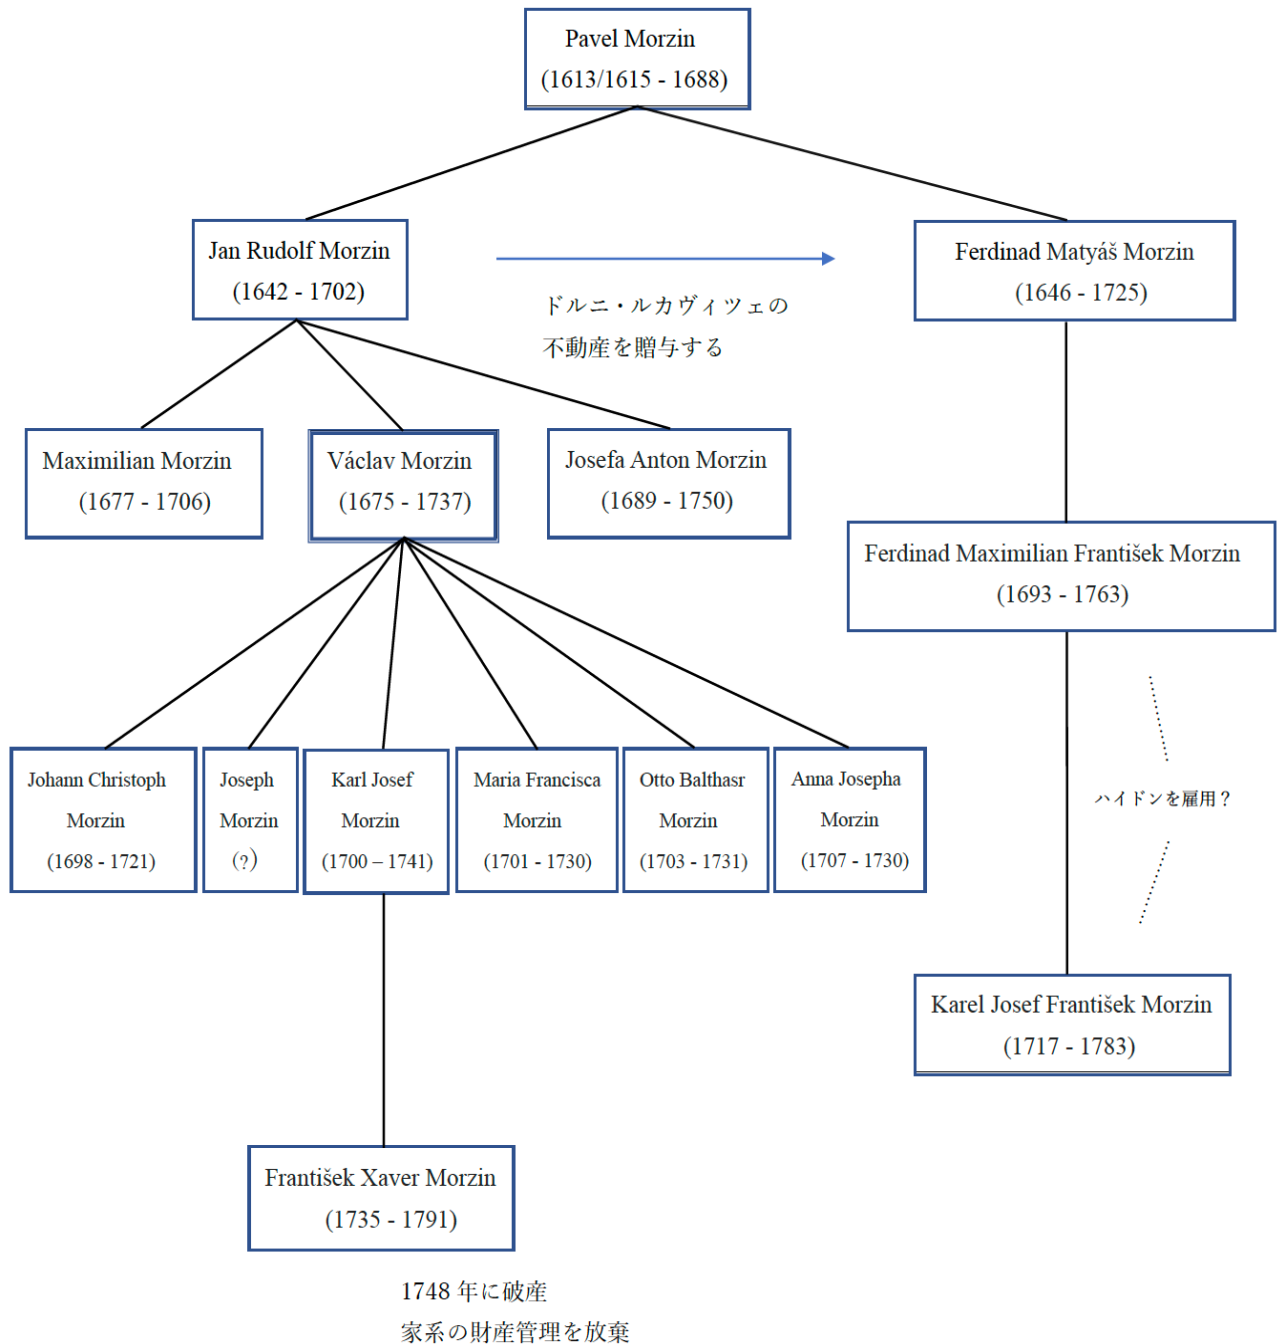 Pavel Morzin
(1613/1615 - 1688)
Jan Rudolf Morzin
(1642 - 1702)
ドルニ・ルカヴィツェの
不動産を贈与する
Ferdinad Matyáš Morzin
(1646 - 1725)
Maximilian Morzin
(1677 - 1706)
Václav Morzin
(1675 - 1737)
Josefa Anton Morzin
(1689 - 1750)
Ferdinad Maximilian František Morzin
(1693 - 1763)
Johann Christoph
Morzin
(1698 - 1721)
Joseph
Morzin
(?)
Karl Josef
Morzin
(1700 – 1741)
Maria Francisca
Morzin
(1701 - 1730)
Otto Balthasr
Morzin
(1703 - 1731)
Anna Josepha
Morzin
(1707 - 1730)
ハイドンを雇用？
Karel Josef František Morzin
(1717 - 1783)
František Xaver Morzin
(1735 - 1791)
1748 年に破産
家系の財産管理を放棄